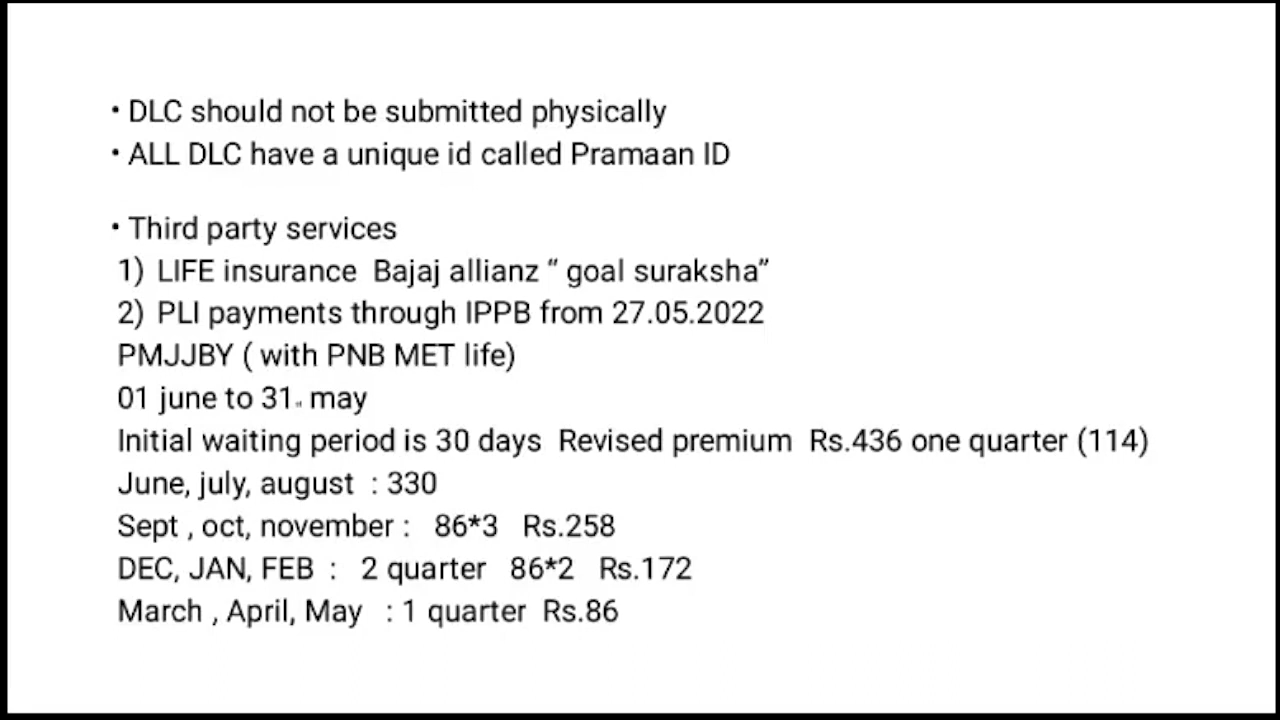 • DLC should not be submitted physically
• ALL DLC have a unique id called Pramaan ID
• Third party services
1) LIFE insurance Bajaj allianz “ goal suraksha”
2) PLI payments through IPPB from 27.05.2022
PMJJBY ( with PNB MET life)
01 june to 31st may
Initial waiting period is 30 days Revised premium Rs.436 one quarter (114)
June, july, august : 330
Sept , oct, november : 86*3 Rs.258
DEC, JAN, FEB : 2 quarter 86*2 Rs.172
March , April, May : 1 quarter Rs.86